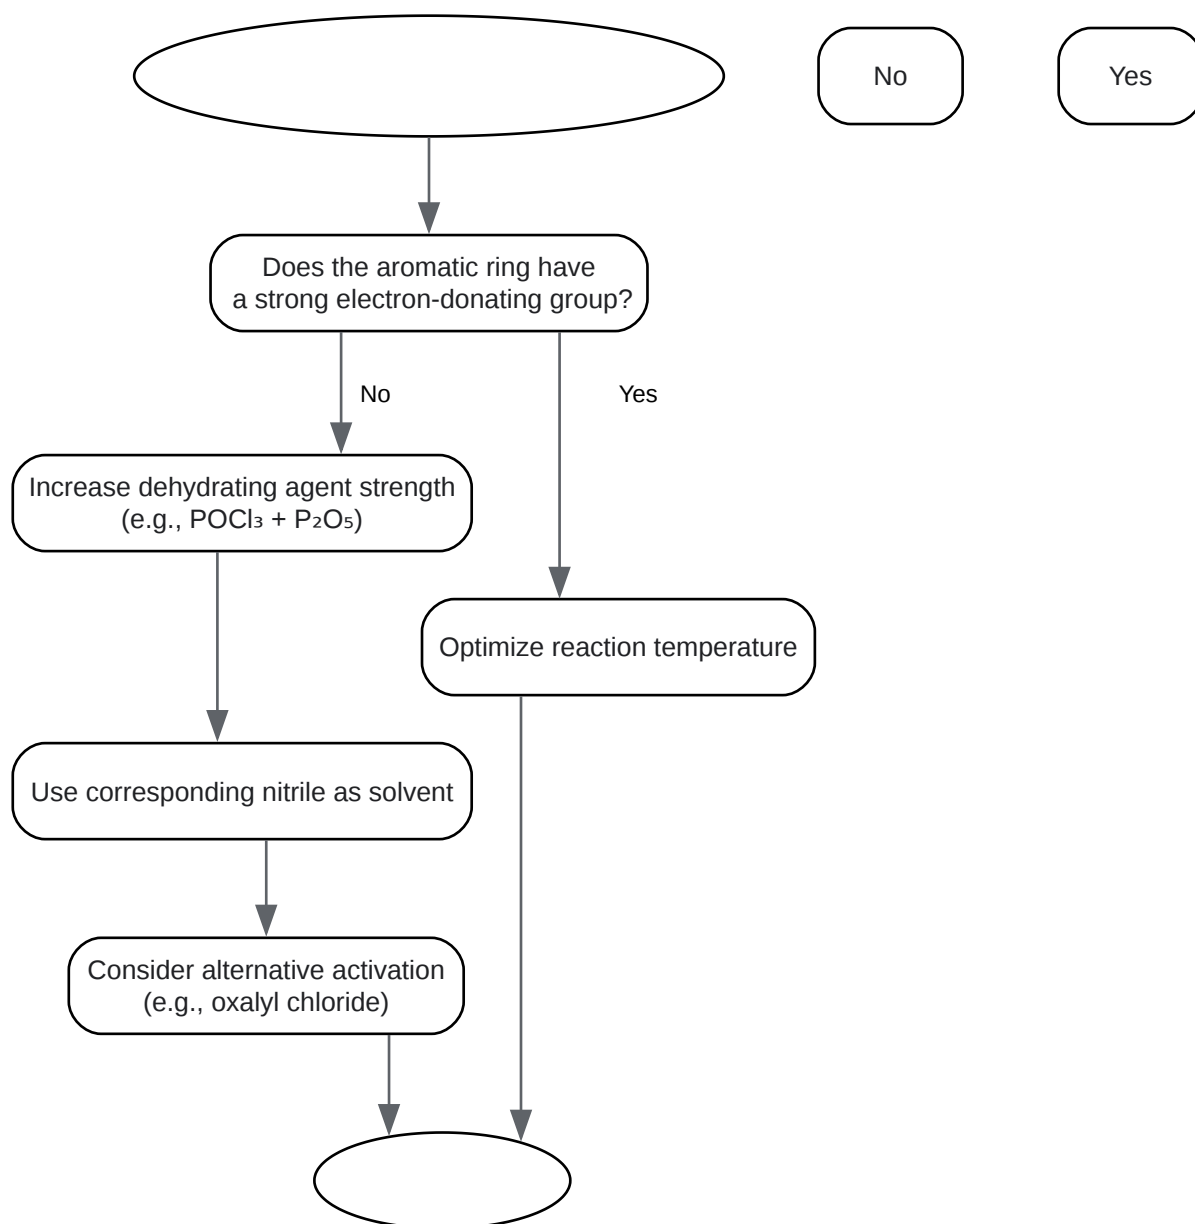 No
Yes
Does the aromatic ring have
a strong electron-donating group?
No
Yes
Increase dehydrating agent strength
(e.g., POCl₃ + P₂O₅)
Optimize reaction temperature
Use corresponding nitrile as solvent
Consider alternative activation
(e.g., oxalyl chloride)